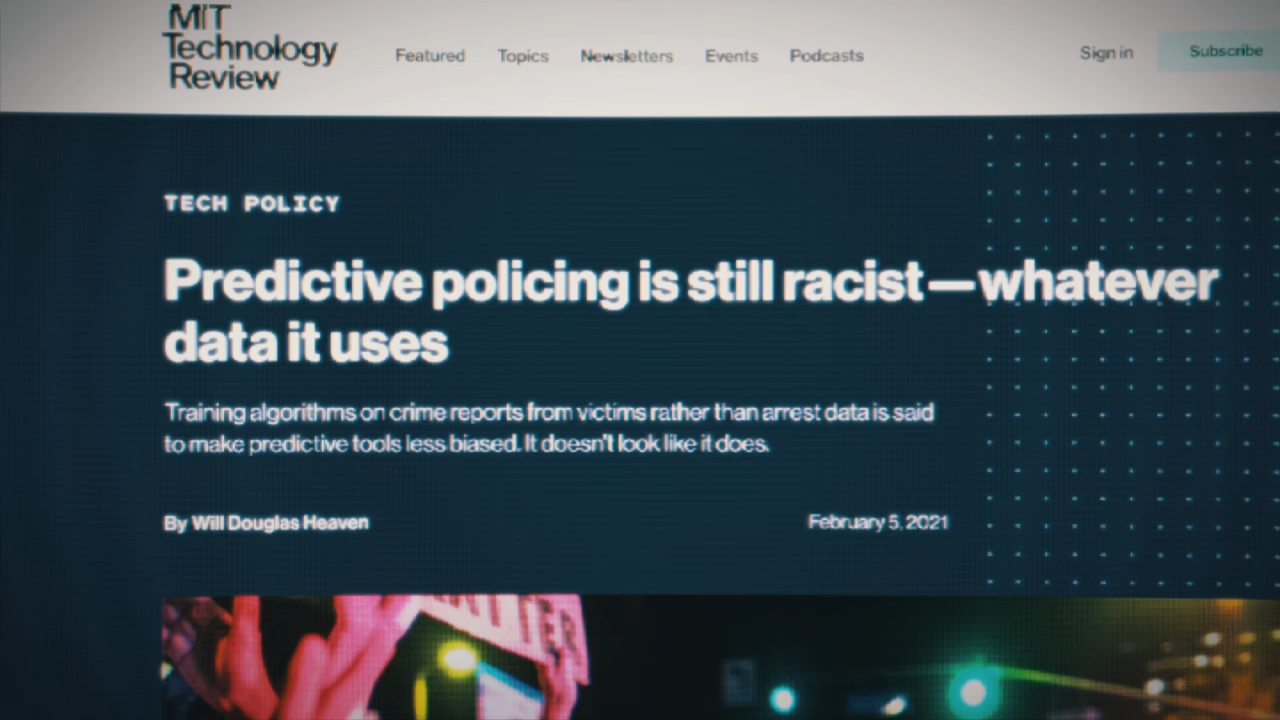 MIT
Technology
Review
Featured Topics Newsletters Events Podcasts
Sign in Subscribe
TECH POLICY
Predictive policing is still racist—whatever
data it uses
Training algorithms on crime reports from victims rather than arrest data is said
to make predictive tools less biased. It doesn't look like it does.
By Will Douglas Heaven
February 5, 2021
MATTER